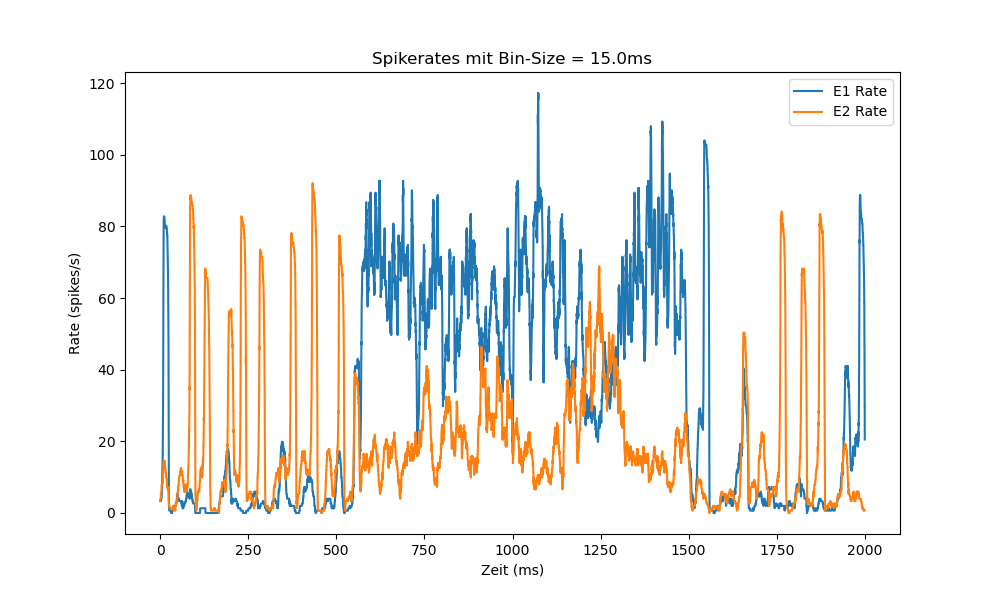 Spikerates mit Bin-Size = 15.0ms
E1 Rate
E2 Rate
120
100
80
60
40
20
0
Rate (spikes/s)
0 250 500 750 1000 1250 1500 1750 2000
Zeit (ms)